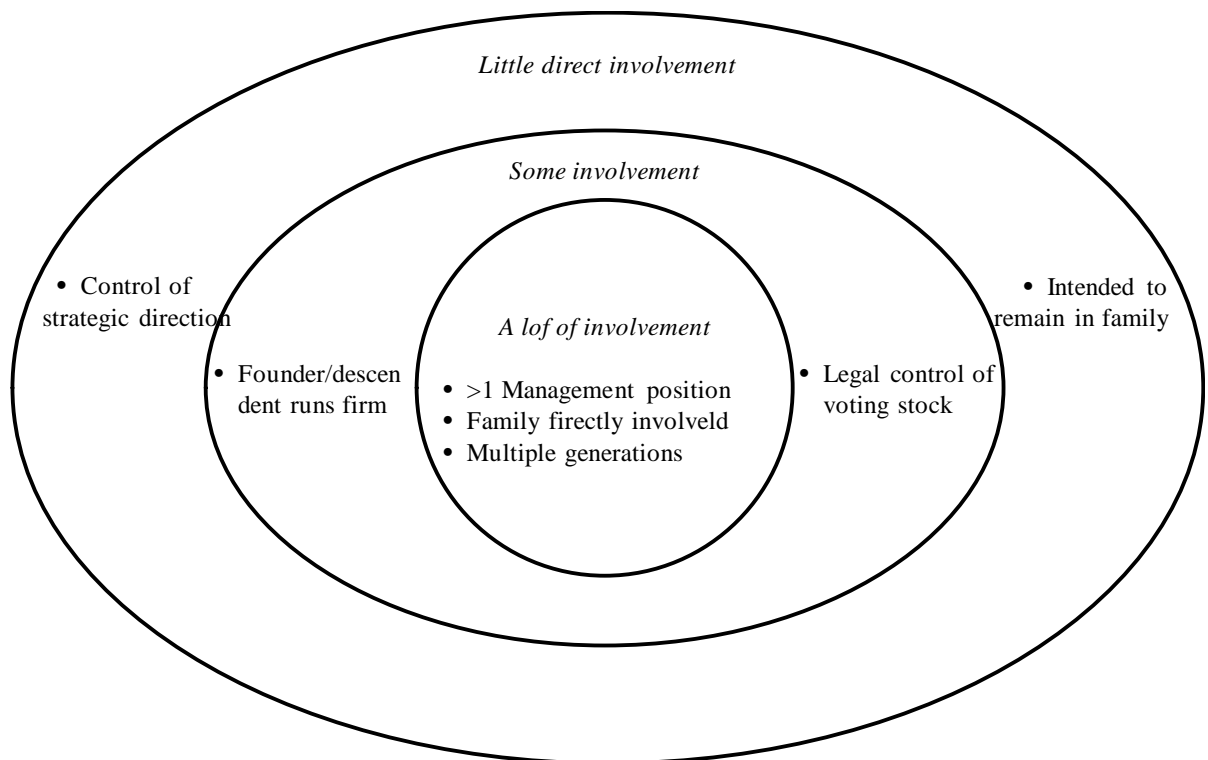 Little direct involvement
Some involvement
• Control of
strategic direction
• Intended to
remain in family
A lof of involvement
• Founder/descen
dent runs firm
• >1 Management position
• Family firectly involveld
• Multiple generations
• Legal control of
voting stock